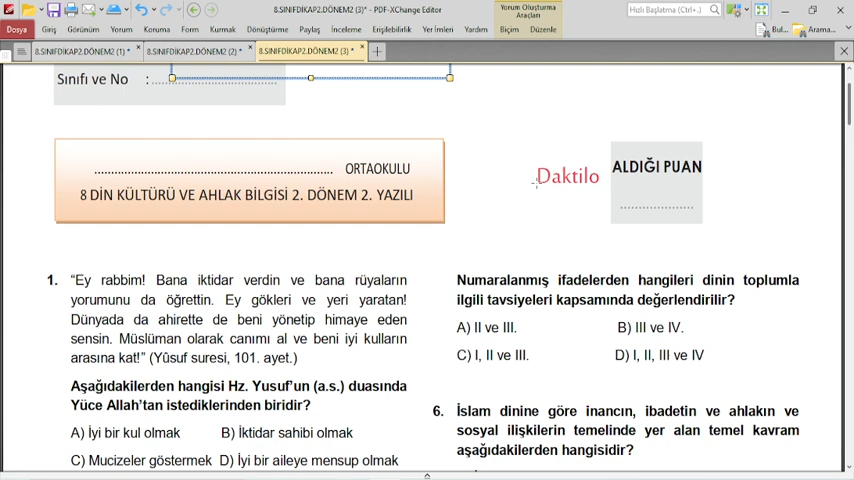 8.SINIFDİKAP2.DÖNEM2 (3)* - PDF-XChange Editor
Yorum Oluşturma
Araçları
Hızlı Başlatma (Ctrl+.)
Dosya Giriş Görünüm Yorum Koruma Form Kurmak Dönüştürme Paylaş İnceleme Erişilebilirlik Yer İmleri Yardım Biçim Düzenle Bul... Arama...
8.SINIFDİKAP2.DÖNEM2 (1) * 8.SINIFDİKAP2.DÖNEM2 (2) * 8.SINIFDİKAP2.DÖNEM2 (3) *
Sınıfı ve No :
ORTAOKULU
8 DİN KÜLTÜRÜ VE AHLAK BİLGİSİ 2. DÖNEM 2. YAZILI
Daktilo
ALDIĞI PUAN
1. “Ey rabbim! Bana iktidar verdin ve bana rüyaların
yorumunu da öğrettin. Ey gökleri ve yeri yaratan!
Dünyada da ahirette de beni yönetip himaye eden
sensin. Müslüman olarak canımı al ve beni iyi kulların
arasına kat!” (Yûsuf suresi, 101. ayet.)
Aşağıdakilerden hangisi Hz. Yusuf’un (a.s.) duasında
Yüce Allah’tan istediklerinden biridir?
A) İyi bir kul olmak B) İktidar sahibi olmak
C) Mucizeler göstermek D) İyi bir aileye mensup olmak
Numaralanmış ifadelerden hangileri dinin toplumla
ilgili tavsiyeleri kapsamında değerlendirilir?
A) II ve III. B) III ve IV.
C) I, II ve III. D) I, II, III ve IV
6. İslam dinine göre inancın, ibadetin ve ahlakın ve
sosyal ilişkilerin temelinde yer alan temel kavram
aşağıdakilerden hangisidir?